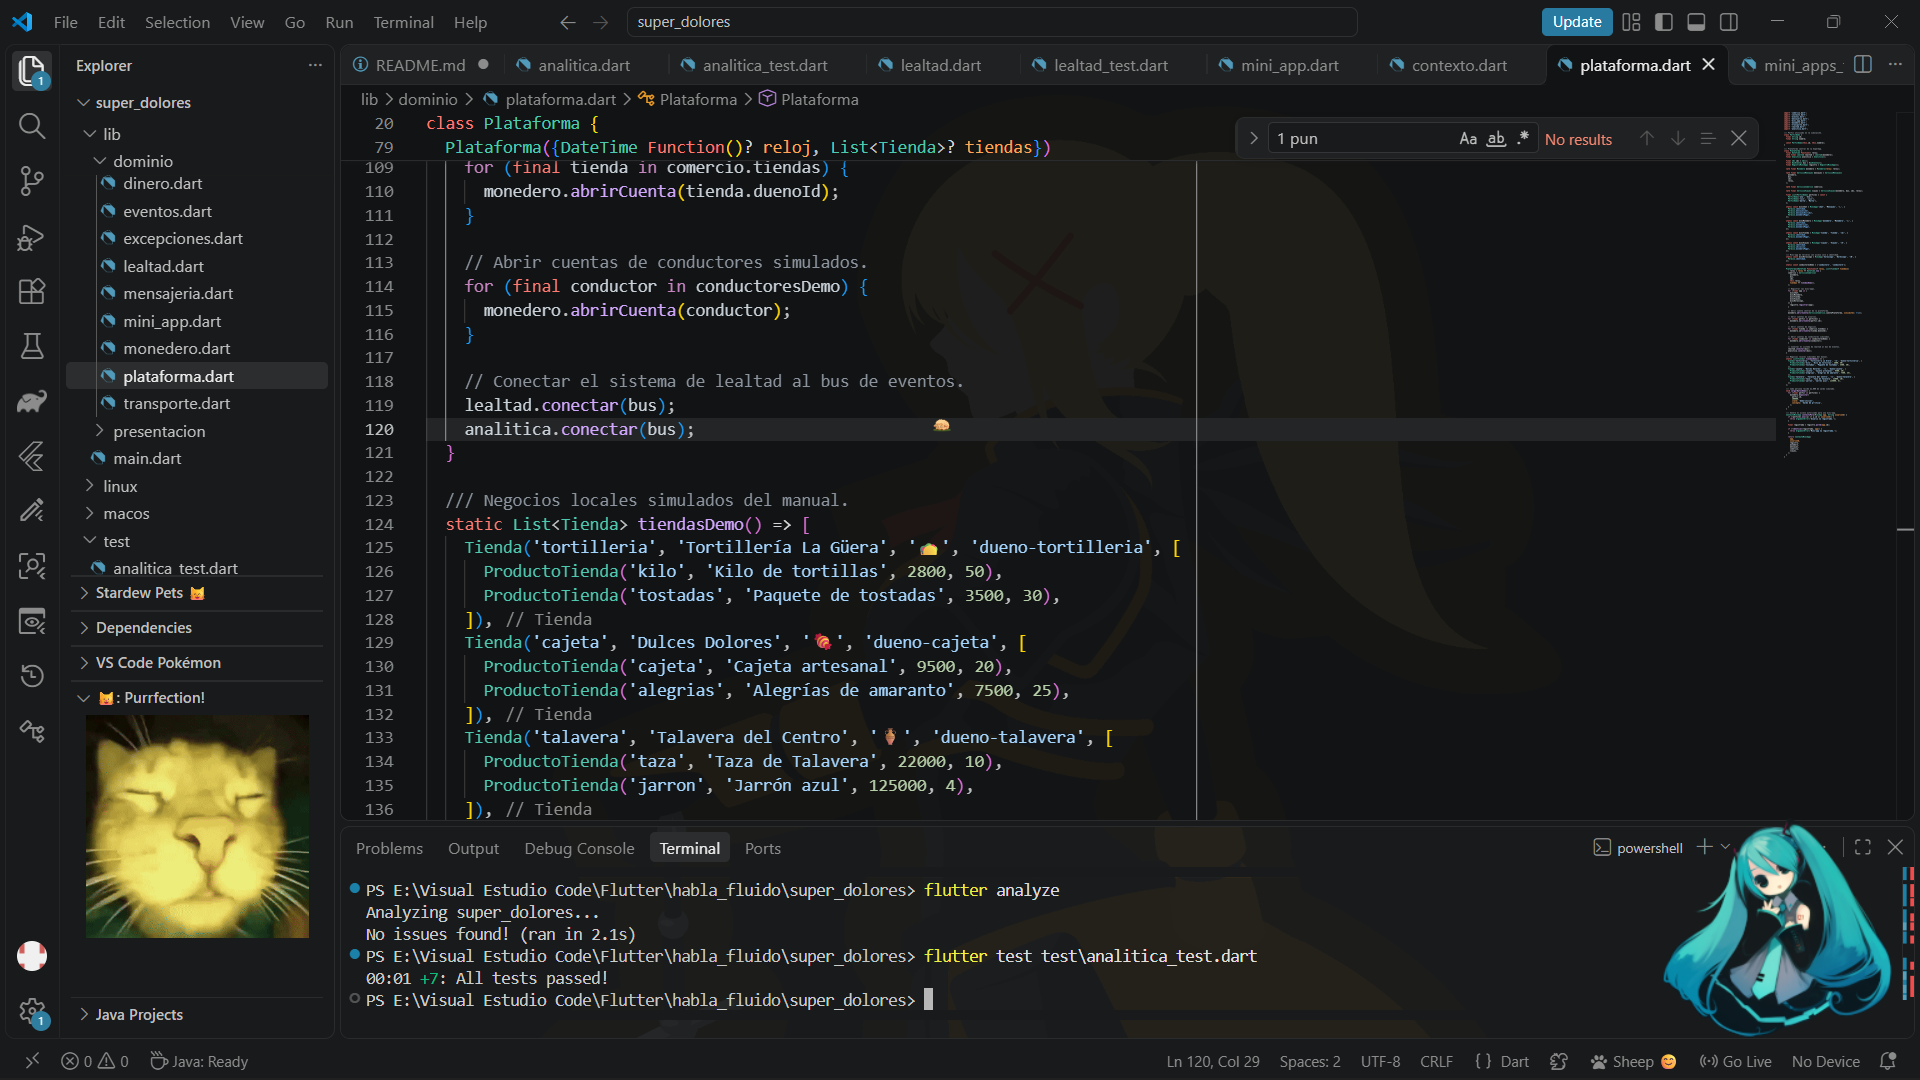 File Edit Selection View Go Run Terminal Help
super_dolores
Update
Explorer
super_dolores
lib
dominio
dinero.dart
eventos.dart
excepciones.dart
lealtad.dart
mensajeria.dart
mini_app.dart
monedero.dart
plataforma.dart
transporte.dart
presentacion
main.dart
linux
macos
test
analitica_test.dart
Stardew Pets 😼
Dependencies
VS Code Pokémon
😼: Purrfection!
Java Projects
README.md analitica.dart analitica_test.dart lealtad.dart lealtad_test.dart mini_app.dart contexto.dart plataforma.dart mini_apps_
lib > dominio > plataforma.dart > Plataforma > Plataforma
1 pun
Aa ab .* No results
20 class Plataforma {
79 Plataforma({DateTime Function()? reloj, List<Tienda>? tiendas})
109 for (final tienda in comercio.tiendas) {
110 monedero.abrirCuenta(tienda.duenoId);
111 }
112
113 // Abrir cuentas de conductores simulados.
114 for (final conductor in conductoresDemo) {
115 monedero.abrirCuenta(conductor);
116 }
117
118 // Conectar el sistema de lealtad al bus de eventos.
119 lealtad.conectar(bus);
120 analitica.conectar(bus);
121 }
122
123 /// Negocios locales simulados del manual.
124 static List<Tienda> tiendasDemo() => [
125 Tienda('tortilleria', 'Tortillería La Güera', '🌮', 'dueno-tortilleria', [
126 ProductoTienda('kilo', 'Kilo de tortillas', 2800, 50),
127 ProductoTienda('tostadas', 'Paquete de tostadas', 3500, 30),
128 ]), // Tienda
129 Tienda('cajeta', 'Dulces Dolores', '🍬', 'dueno-cajeta', [
130 ProductoTienda('cajeta', 'Cajeta artesanal', 9500, 20),
131 ProductoTienda('alegrias', 'Alegrías de amaranto', 7500, 25),
132 ]), // Tienda
133 Tienda('talavera', 'Talavera del Centro', '🏺', 'dueno-talavera', [
134 ProductoTienda('taza', 'Taza de Talavera', 22000, 10),
135 ProductoTienda('jarron', 'Jarrón azul', 125000, 4),
136 ]), // Tienda
Problems Output Debug Console Terminal Ports
powershell
PS E:\Visual Estudio Code\Flutter\habla_fluido\super_dolores> flutter analyze
Analyzing super_dolores...
No issues found! (ran in 2.1s)
PS E:\Visual Estudio Code\Flutter\habla_fluido\super_dolores> flutter test test\analitica_test.dart
00:01 +7: All tests passed!
PS E:\Visual Estudio Code\Flutter\habla_fluido\super_dolores>
0 0 Java: Ready
Ln 120, Col 29 Spaces: 2 UTF-8 CRLF {} Dart Sheep 😊 Go Live No Device